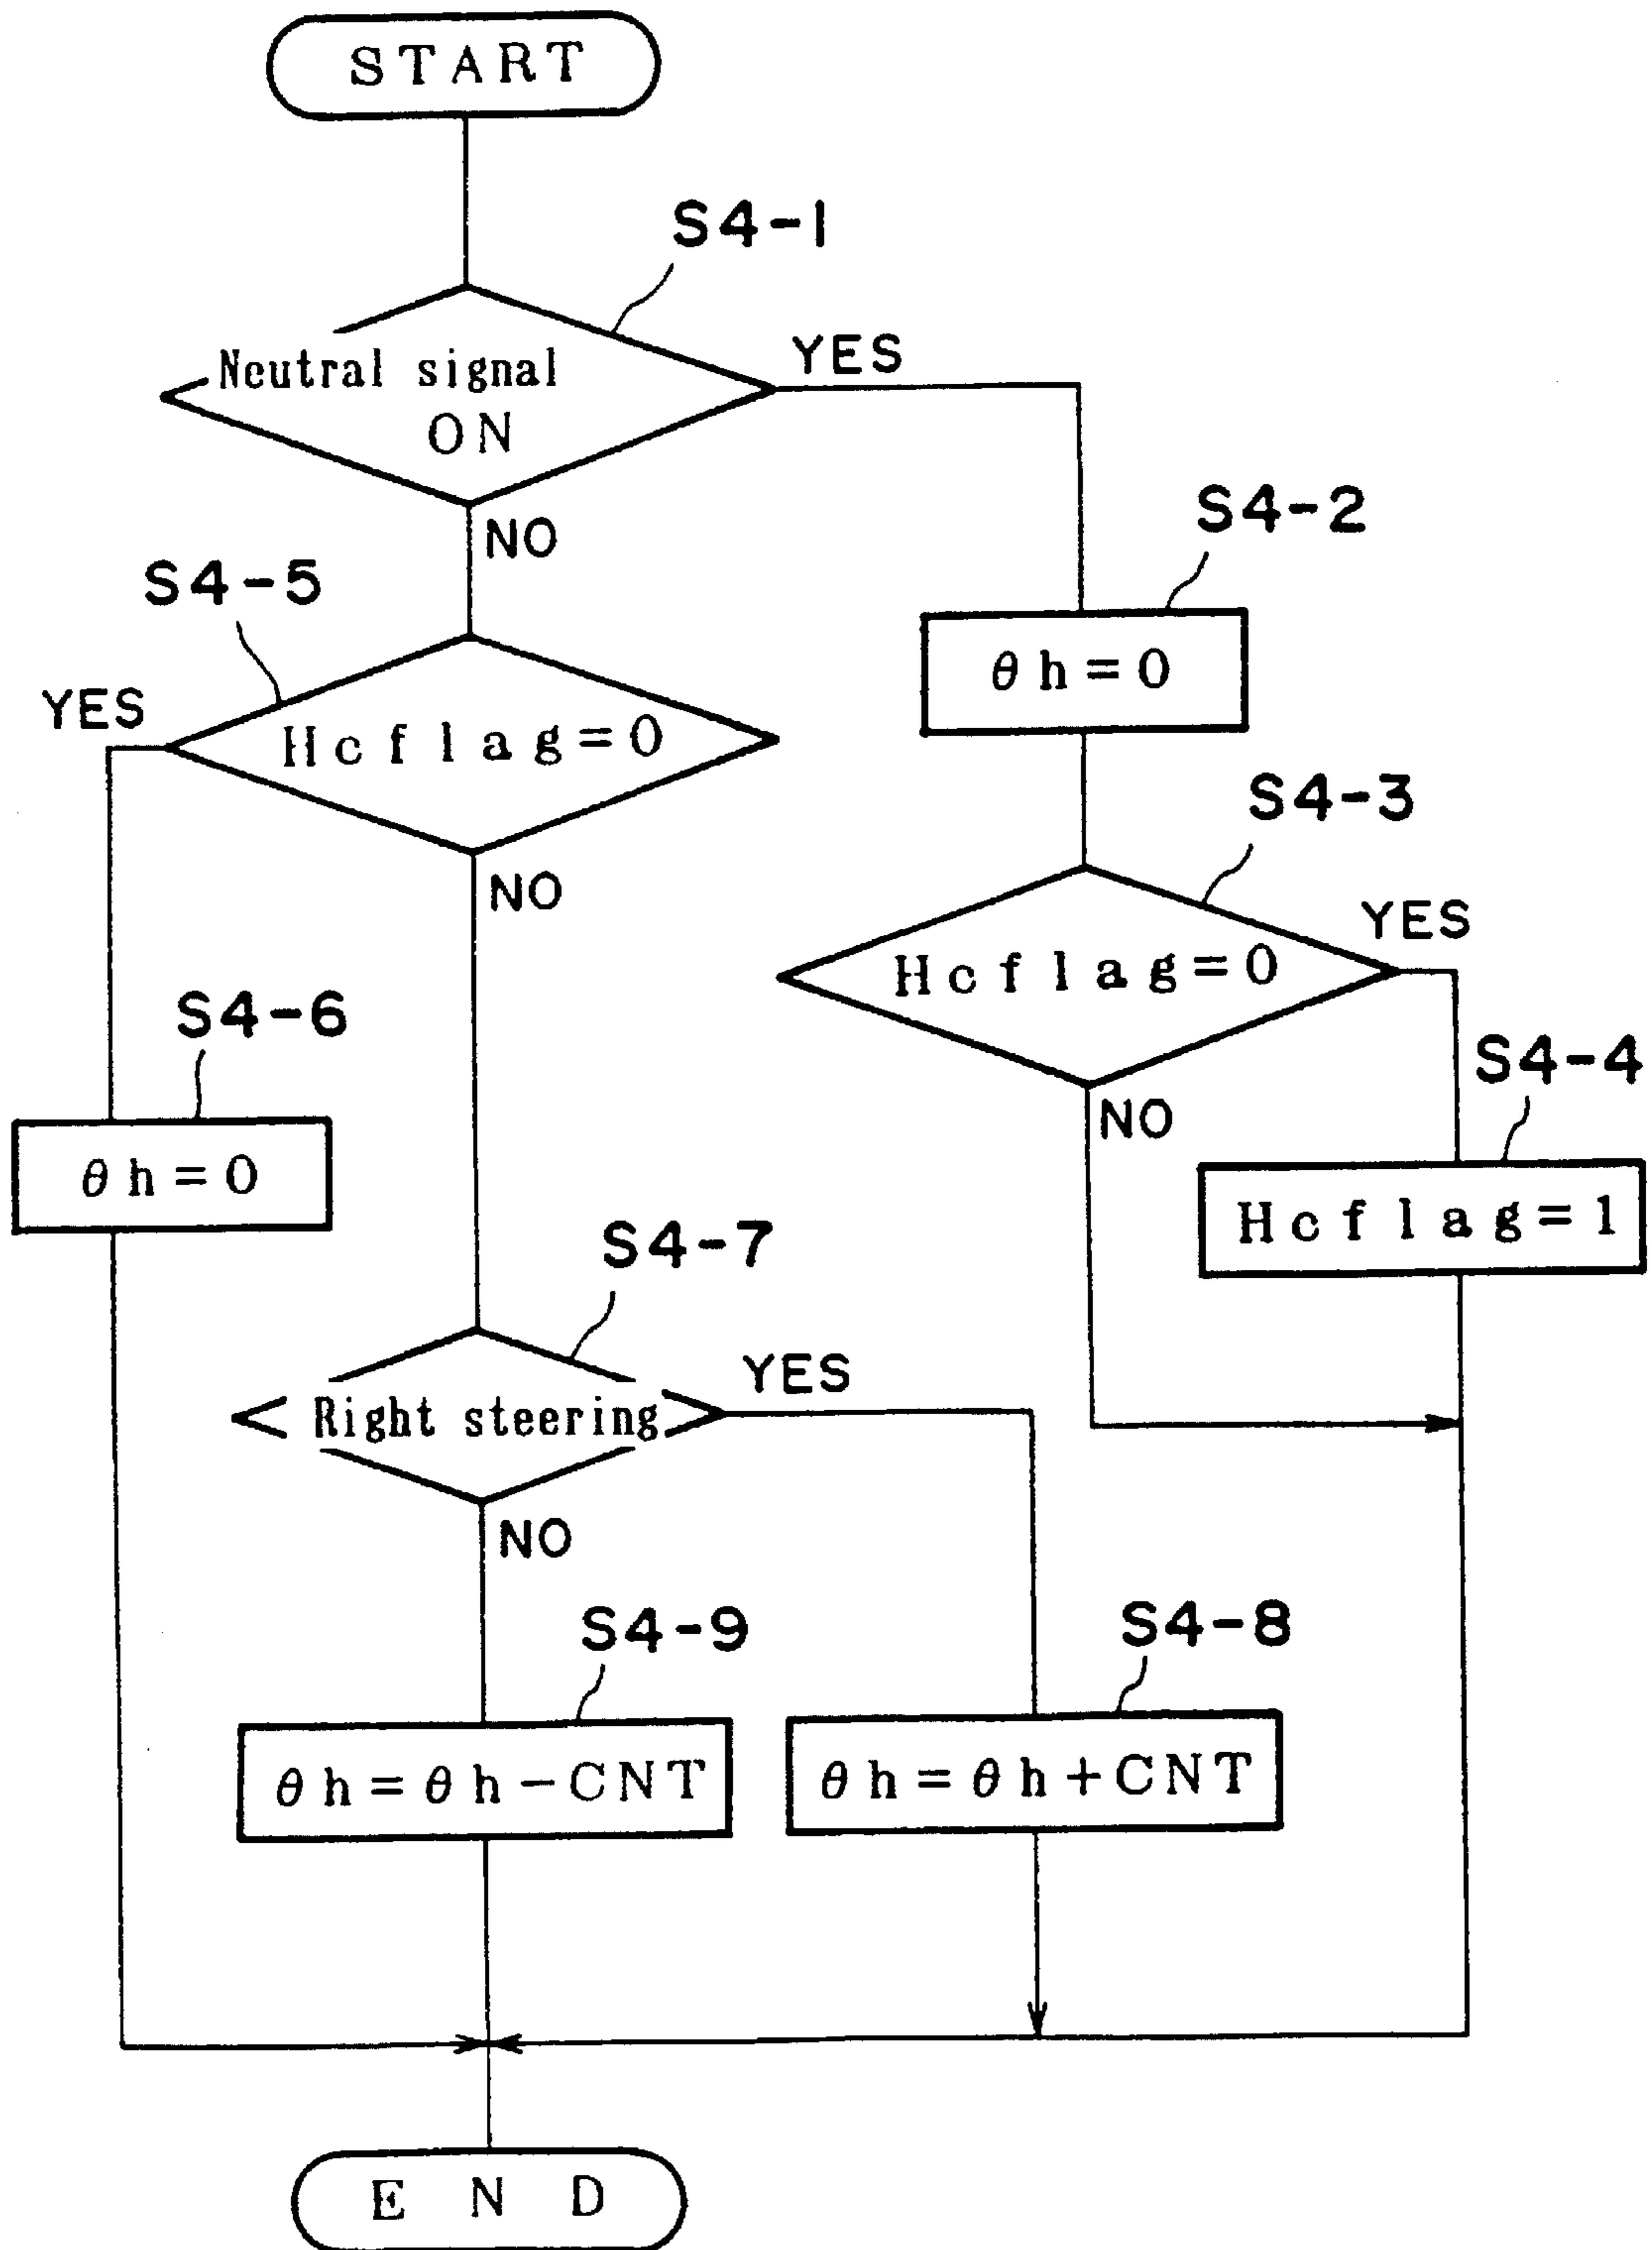 START
S4-1
Neutral signal
ON
YES
NO
S4-2
θh=0
S4-5
YES
Hcflag=0
NO
S4-3
Hcflag=0
YES
NO
S4-6
θh=0
S4-4
Hcflag=1
S4-7
Right steering
YES
NO
S4-9
θh=θh-CNT
S4-8
θh=θh+CNT
END